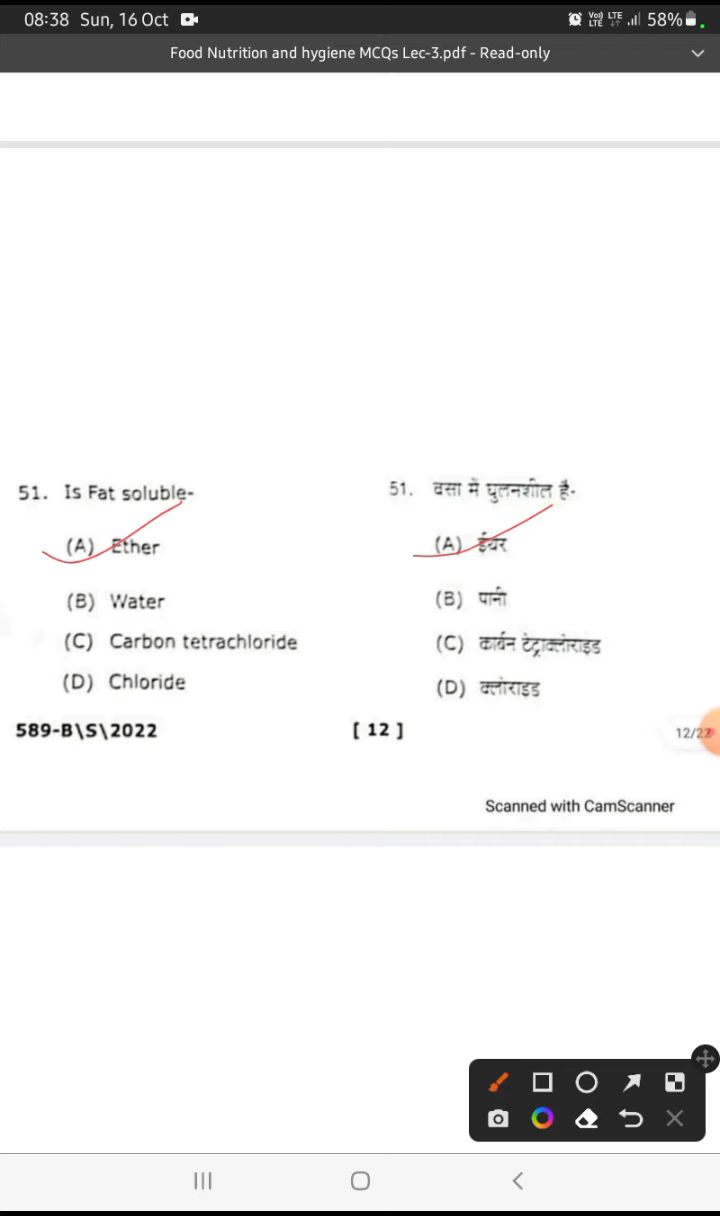 08:38 Sun, 16 Oct 58%
Food Nutrition and hygiene MCQs Lec-3.pdf - Read-only
51. Is Fat soluble-
(A) Ether
(B) Water
(C) Carbon tetrachloride
(D) Chloride
589-B\S\2022
51. वसा में घुलनशील है-
(A) ईथर
(B) पानी
(C) कार्बन टेट्राक्लोराइड
(D) क्लोराइड
[ 12 ]
12/22
Scanned with CamScanner